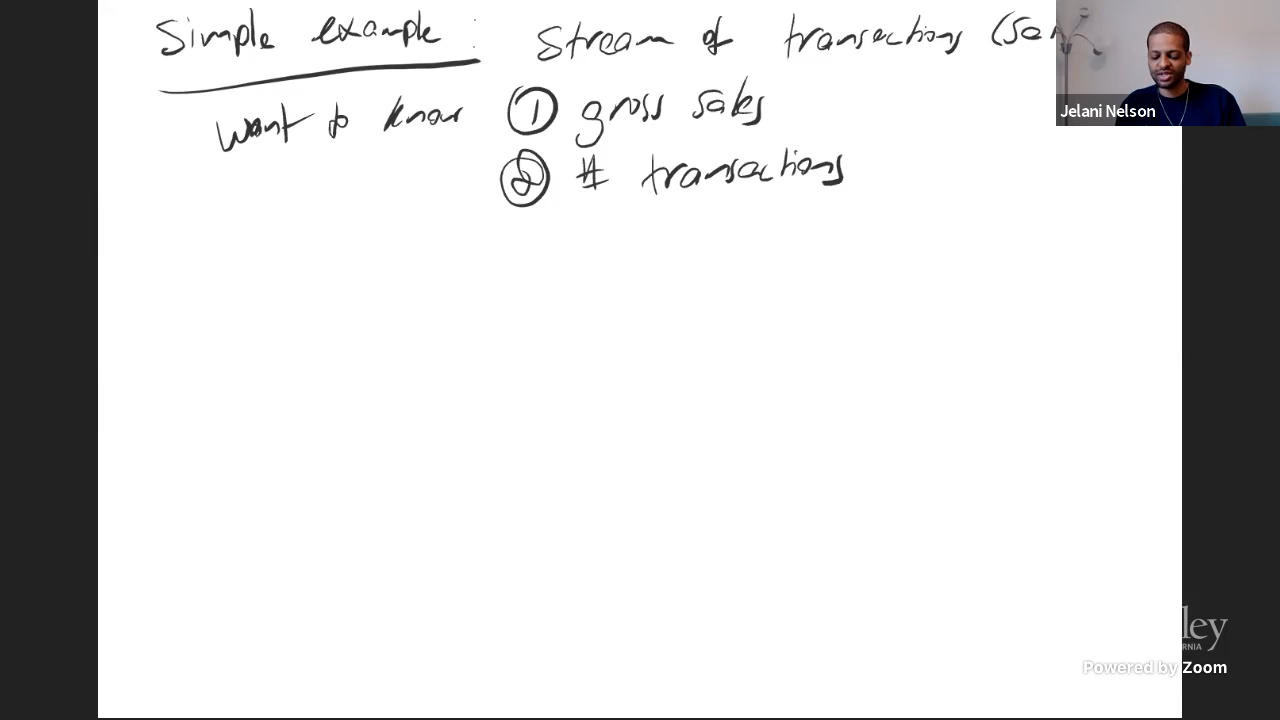 Simple example : Stream of transactions
want to know ① gross sales
② # transactions
Jelani Nelson
Powered by Zoom